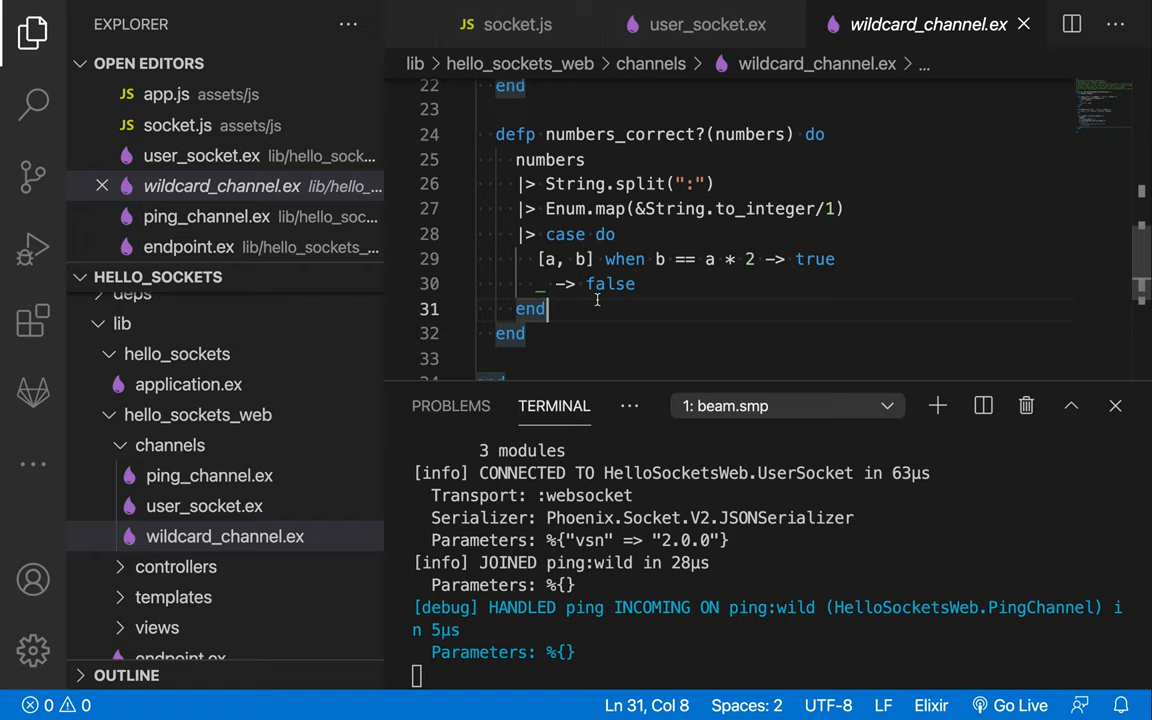 EXPLORER
OPEN EDITORS
JS app.js assets/js
JS socket.js assets/js
user_socket.ex lib/hello_sock...
wildcard_channel.ex lib/hello_...
ping_channel.ex lib/hello_soc...
endpoint.ex lib/hello_sockets_...
HELLO_SOCKETS
deps
lib
hello_sockets
application.ex
hello_sockets_web
channels
ping_channel.ex
user_socket.ex
wildcard_channel.ex
controllers
templates
views
endpoint.ex
OUTLINE
JS socket.js
user_socket.ex
wildcard_channel.ex
lib > hello_sockets_web > channels > wildcard_channel.ex > ...
22 end
23
24 defp numbers_correct?(numbers) do
25 numbers
26 |> String.split(":")
27 |> Enum.map(&String.to_integer/1)
28 |> case do
29 [a, b] when b == a * 2 -> true
30 _ -> false
31 end
32 end
33
end
PROBLEMS TERMINAL ... 1: beam.smp
3 modules
[info] CONNECTED TO HelloSocketsWeb.UserSocket in 63µs
Transport: :websocket
Serializer: Phoenix.Socket.V2.JSONSerializer
Parameters: %{"vsn" => "2.0.0"}
[info] JOINED ping:wild in 28µs
Parameters: %{}
[debug] HANDLED ping INCOMING ON ping:wild (HelloSocketsWeb.PingChannel) i
n 5µs
Parameters: %{}
0 0 Ln 31, Col 8 Spaces: 2 UTF-8 LF Elixir Go Live